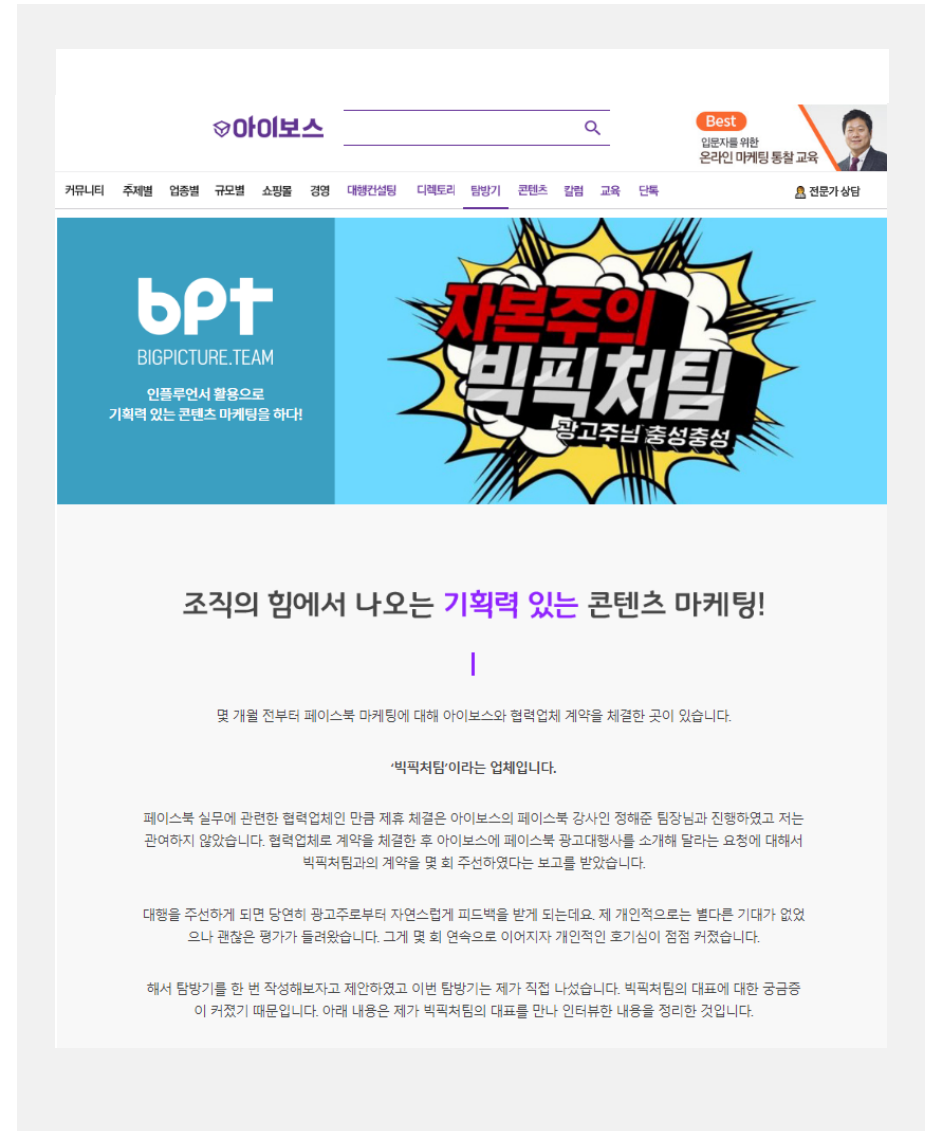 아이보스
Best
입문자를 위한
온라인 마케팅 통찰 교육
커뮤니티 주제별 업종별 규모별 쇼핑몰 경영 대행컨설팅 디렉토리 탐방기 콘텐츠 칼럼 교육 단톡 전문가 상담
bpt
BIGPICTURE.TEAM
인플루언서 활용으로
기획력 있는 콘텐츠 마케팅을 하다!
자본주의
빅픽처팀
광고주님 충성충성
조직의 힘에서 나오는 기획력 있는 콘텐츠 마케팅!
몇 개월 전부터 페이스북 마케팅에 대해 아이보스와 협력업체 계약을 체결한 곳이 있습니다.
‘빅픽처팀’이라는 업체입니다.
페이스북 실무에 관련한 협력업체인 만큼 제휴 체결은 아이보스의 페이스북 강사인 정해준 팀장님과 진행하였고 저는
관여하지 않았습니다. 협력업체로 계약을 체결한 후 아이보스에 페이스북 광고대행사를 소개해 달라는 요청에 대해서
빅픽처팀과의 계약을 몇 회 주선하였다는 보고를 받았습니다.
대행을 주선하게 되면 당연히 광고주로부터 자연스럽게 피드백을 받게 되는데요. 제 개인적으로는 별다른 기대가 없었
으나 괜찮은 평가가 들려왔습니다. 그게 몇 회 연속으로 이어지자 개인적인 호기심이 점점 커졌습니다.
해서 탐방기를 한 번 작성해보자고 제안하였고 이번 탐방기는 제가 직접 나섰습니다. 빅픽처팀의 대표에 대한 궁금증
이 커졌기 때문입니다. 아래 내용은 제가 빅픽처팀의 대표를 만나 인터뷰한 내용을 정리한 것입니다.